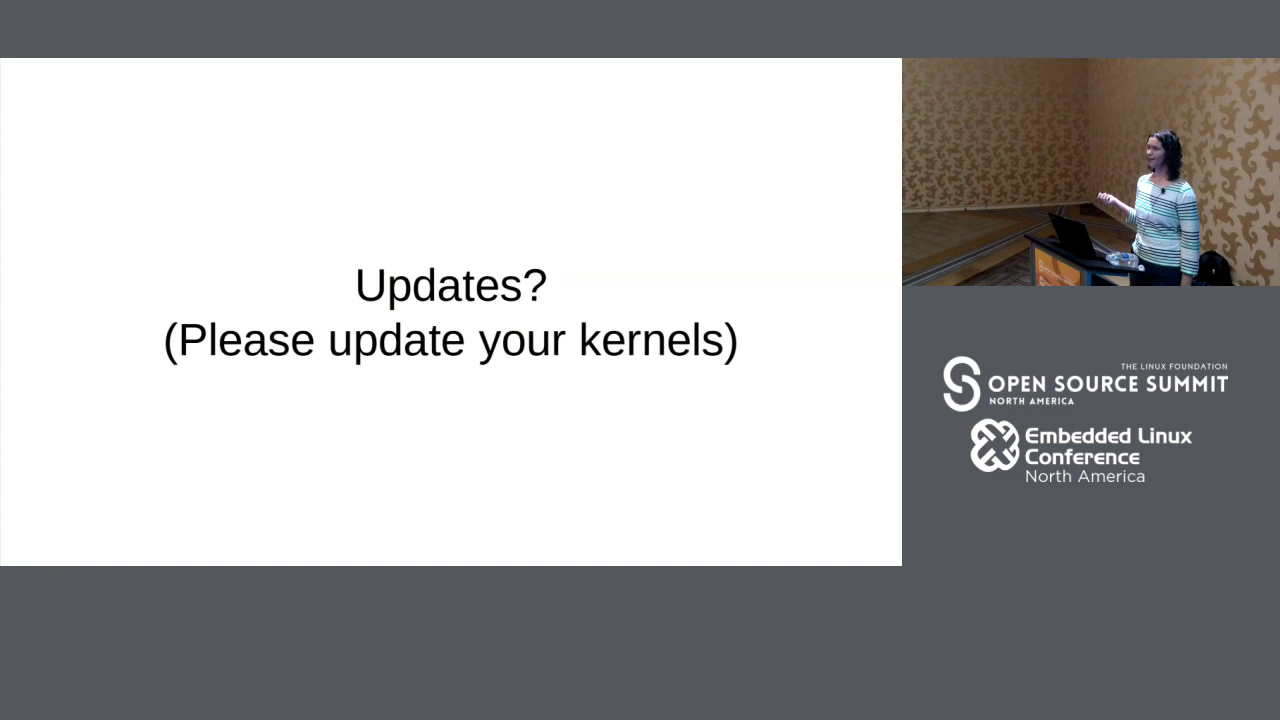 Updates?
(Please update your kernels)
THE LINUX FOUNDATION
OPEN SOURCE SUMMIT
NORTH AMERICA
Embedded Linux
Conference
North America